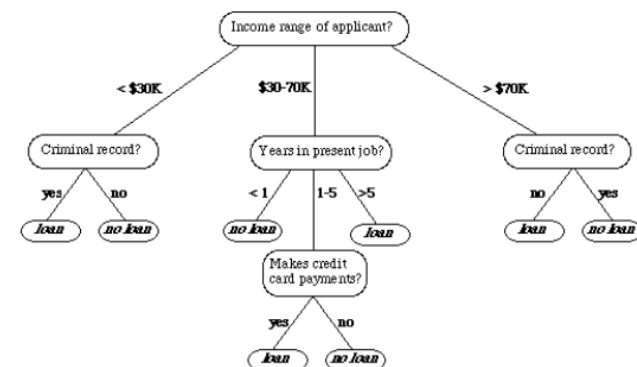 Income range of applicant?
< $30K
$30-70K
> $70K
Criminal record?
Years in present job?
Criminal record?
yes
no
< 1
1-5
>5
no
yes
loan
no loan
no loan
loan
loan
no loan
Makes credit
card payments?
yes
no
loan
no loan